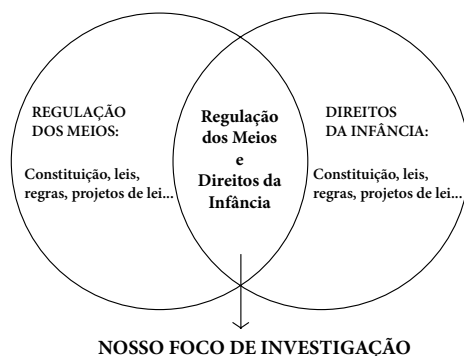 REGULAÇÃO
DOS MEIOS:
Constituição, leis,
regras, projetos de lei...
Regulação
dos Meios
e
Direitos da
Infância
DIREITOS
DA INFÂNCIA:
Constituição, leis,
regras, projetos de lei...
NOSSO FOCO DE INVESTIGAÇÃO